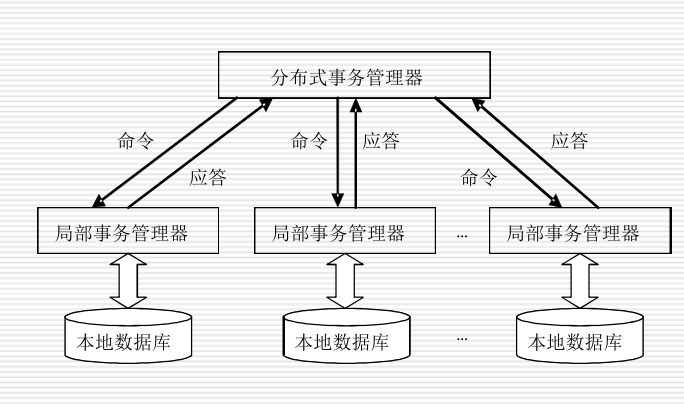 分布式事务管理器
命令
应答
命令
应答
命令
应答
局部事务管理器
局部事务管理器
...
局部事务管理器
本地数据库
本地数据库
...
本地数据库